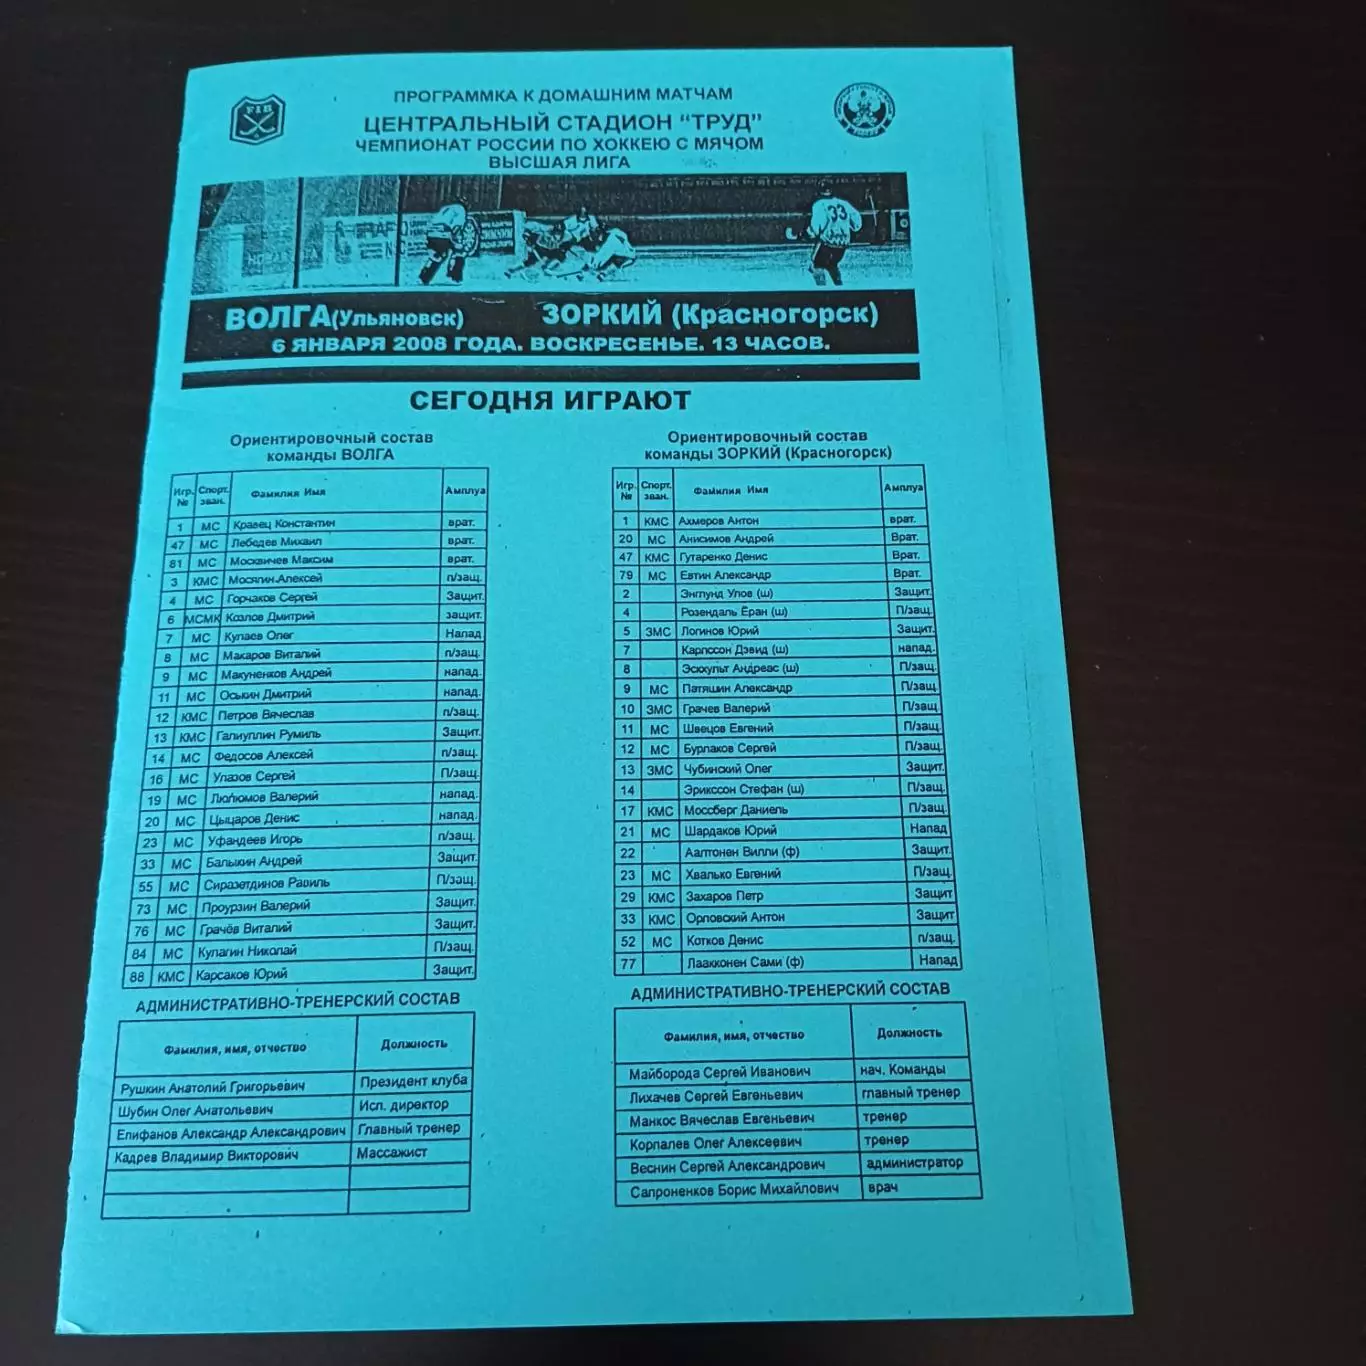 ПРОГРАММКА К ДОМАШНИМ МАТЧАМ
ЦЕНТРАЛЬНЫЙ СТАДИОН "ТРУД"
ЧЕМПИОНАТ РОССИИ ПО ХОККЕЮ С МЯЧОМ
ВЫСШАЯ ЛИГА
33
ВОЛГА(Ульяновск) ЗОРКИЙ (Красногорск)
6 ЯНВАРЯ 2008 ГОДА. ВОСКРЕСЕНЬЕ. 13 ЧАСОВ.
СЕГОДНЯ ИГРАЮТ
Ориентировочный состав
команды ВОЛГА
Игр. № Спорт. зван. Фамилия Имя Амплуа
1 МС Кравец Константин врат.
47 МС Лебедев Михаил врат.
81 МС Москвичев Максим врат.
3 КМС Мосягин Алексей п/защ.
4 МС Горчаков Сергей Защит.
6 МСМК Козлов Дмитрий защит.
7 МС Кулаев Олег Напад
8 МС Макаров Виталий п/защ.
9 МС Макуненков Андрей напад.
11 МС Оськин Дмитрий напад.
12 КМС Петров Вячеслав п/защ.
13 КМС Галиуллин Румиль Защит.
14 МС Федосов Алексей п/защ.
16 МС Улазов Сергей П/защ.
19 МС Люлюмов Валерий напад.
20 МС Цыцаров Денис напад.
23 МС Уфандеев Игорь п/защ.
33 МС Балыкин Андрей Защит.
55 МС Сиразетдинов Равиль П/защ.
73 МС Проурзин Валерий Защит.
76 МС Грачёв Виталий Защит.
84 МС Кулагин Николай П/защ.
88 КМС Карсаков Юрий Защит.
АДМИНИСТРАТИВНО-ТРЕНЕРСКИЙ СОСТАВ
Фамилия, имя, отчество Должность
Рушкин Анатолий Григорьевич Президент клуба
Шубин Олег Анатольевич Исп. директор
Епифанов Александр Александрович Главный тренер
Кадрев Владимир Викторович Массажист
Ориентировочный состав
команды ЗОРКИЙ (Красногорск)
Игр. № Спорт. зван. Фамилия Имя Амплуа
1 КМС Ахмеров Антон врат.
20 МС Анисимов Андрей Врат.
47 КМС Гутаренко Денис Врат.
79 МС Евтин Александр Врат.
2 Энглунд Улов (ш) Защит.
4 Розендаль Ёран (ш) П/защ.
5 ЗМС Логинов Юрий Защит.
7 Карлссон Дэвид (ш) напад.
8 Эскхульт Андреас (ш) П/защ.
9 МС Патяшин Александр П/защ.
10 ЗМС Грачев Валерий П/защ.
11 МС Швецов Евгений П/защ.
12 МС Бурлаков Сергей П/защ.
13 ЗМС Чубинский Олег Защит.
14 Эрикссон Стефан (ш) П/защ.
17 КМС Моссберг Даниель П/защ.
21 МС Шардаков Юрий Напад
22 Аалтонен Вилли (ф) Защит.
23 МС Хвалько Евгений П/защ.
29 КМС Захаров Петр Защит
33 КМС Орловский Антон Защит
52 МС Котков Денис п/защ.
77 Лаакконен Сами (ф) Напад
АДМИНИСТРАТИВНО-ТРЕНЕРСКИЙ СОСТАВ
Фамилия, имя, отчество Должность
Майборода Сергей Иванович нач. Команды
Лихачев Сергей Евгеньевич главный тренер
Манкос Вячеслав Евгеньевич тренер
Корпалев Олег Алексеевич тренер
Веснин Сергей Александрович администратор
Сапроненков Борис Михайлович врач